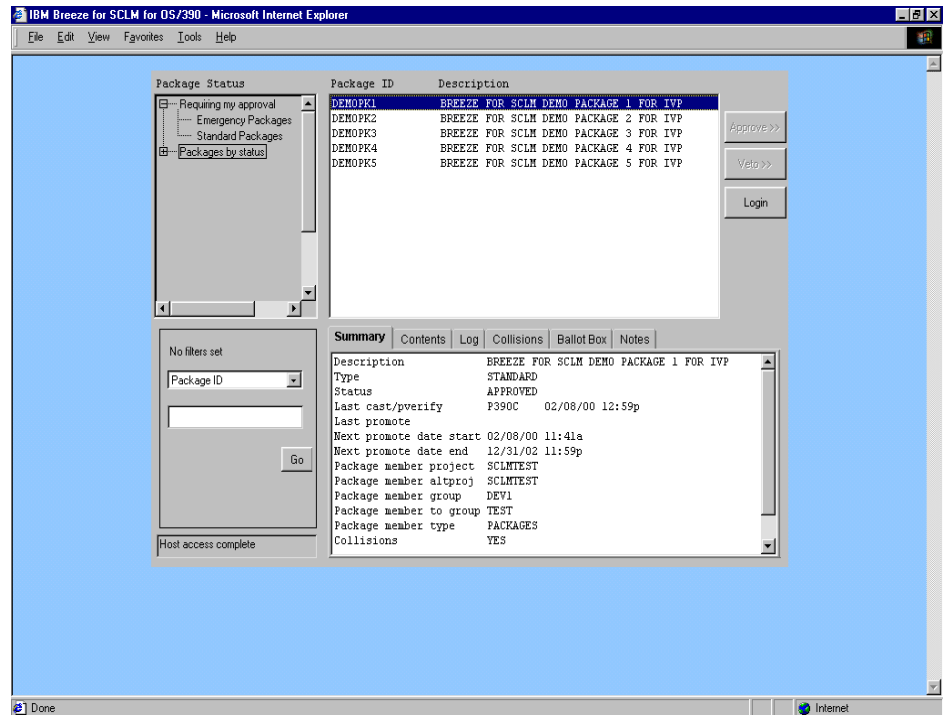 IBM Breeze for SCLM for OS/390 - Microsoft Internet Explorer
File Edit View Favorites Tools Help
Package Status
Requiring my approval
Emergency Packages
Standard Packages
Packages by status
Package ID Description
DEMOPK1 BREEZE FOR SCLM DEMO PACKAGE 1 FOR IVP
DEMOPK2 BREEZE FOR SCLM DEMO PACKAGE 2 FOR IVP
DEMOPK3 BREEZE FOR SCLM DEMO PACKAGE 3 FOR IVP
DEMOPK4 BREEZE FOR SCLM DEMO PACKAGE 4 FOR IVP
DEMOPK5 BREEZE FOR SCLM DEMO PACKAGE 5 FOR IVP
Approve >>
Veto >>
Login
No filters set
Package ID
Go
Host access complete
Summary Contents Log Collisions Ballot Box Notes
Description BREEZE FOR SCLM DEMO PACKAGE 1 FOR IVP
Type STANDARD
Status APPROVED
Last cast/pverify P390C 02/08/00 12:59p
Last promote
Next promote date start 02/08/00 11:41a
Next promote date end 12/31/02 11:59p
Package member project SCLMTEST
Package member altproj SCLMTEST
Package member group DEV1
Package member to group TEST
Package member type PACKAGES
Collisions YES
Done
Internet